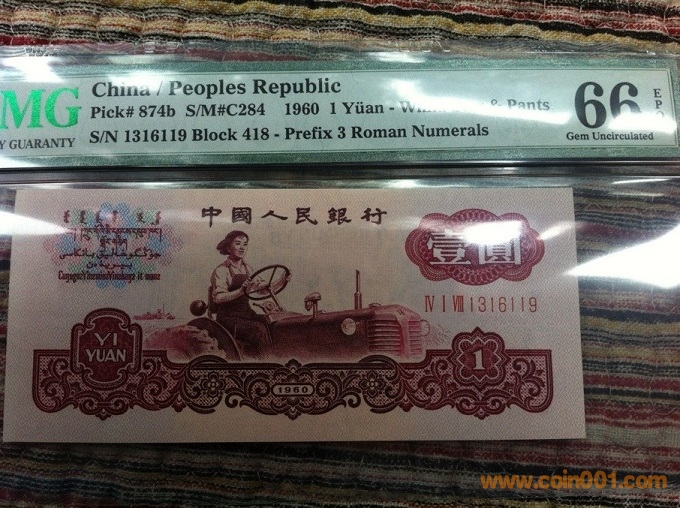 MG
Y GUARANTY
China / Peoples Republic
Pick# 874b S/M#C284 1960 1 Yüan - & Pants
S/N 1316119 Block 418 - Prefix 3 Roman Numerals
66 EPQ
Gem Uncirculated
中國人民銀行
壹圓
IV I VIII 1316119
YI
YUAN
1960
1
www.coin001.com